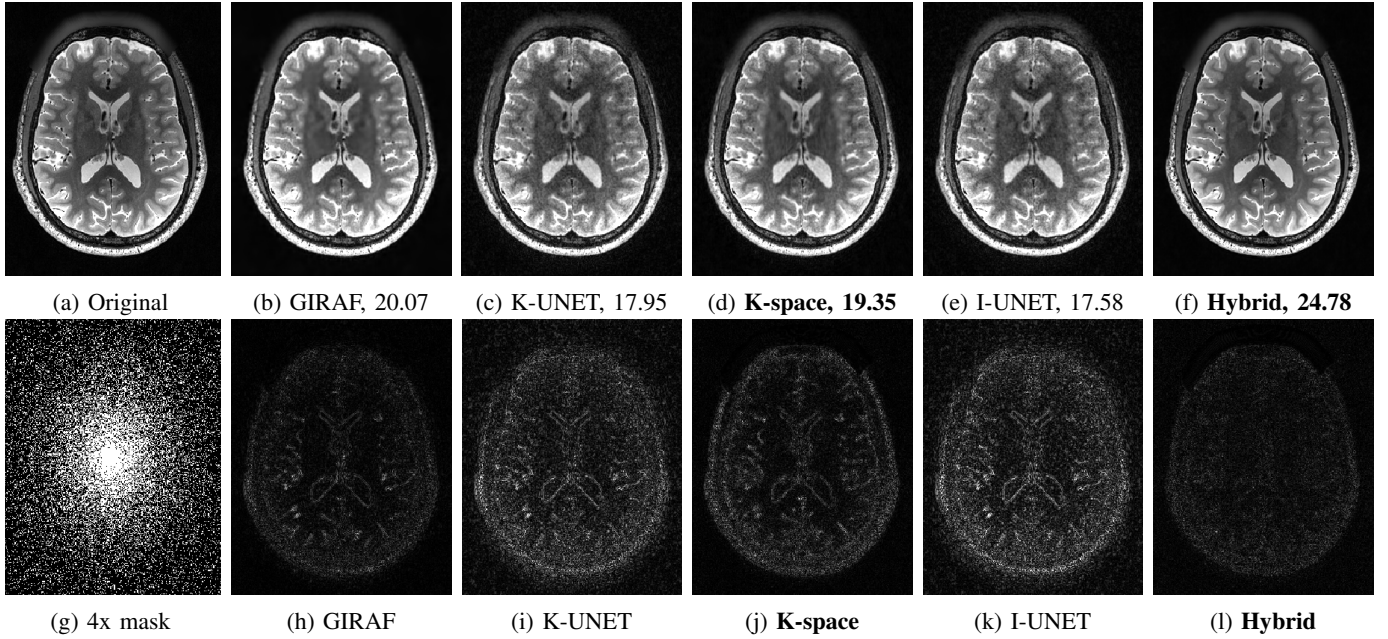 (a) Original (b) GIRAF, 20.07 (c) K-UNET, 17.95 (d) K-space, 19.35 (e) I-UNET, 17.58 (f) Hybrid, 24.78
(g) 4x mask (h) GIRAF (i) K-UNET (j) K-space (k) I-UNET (l) Hybrid